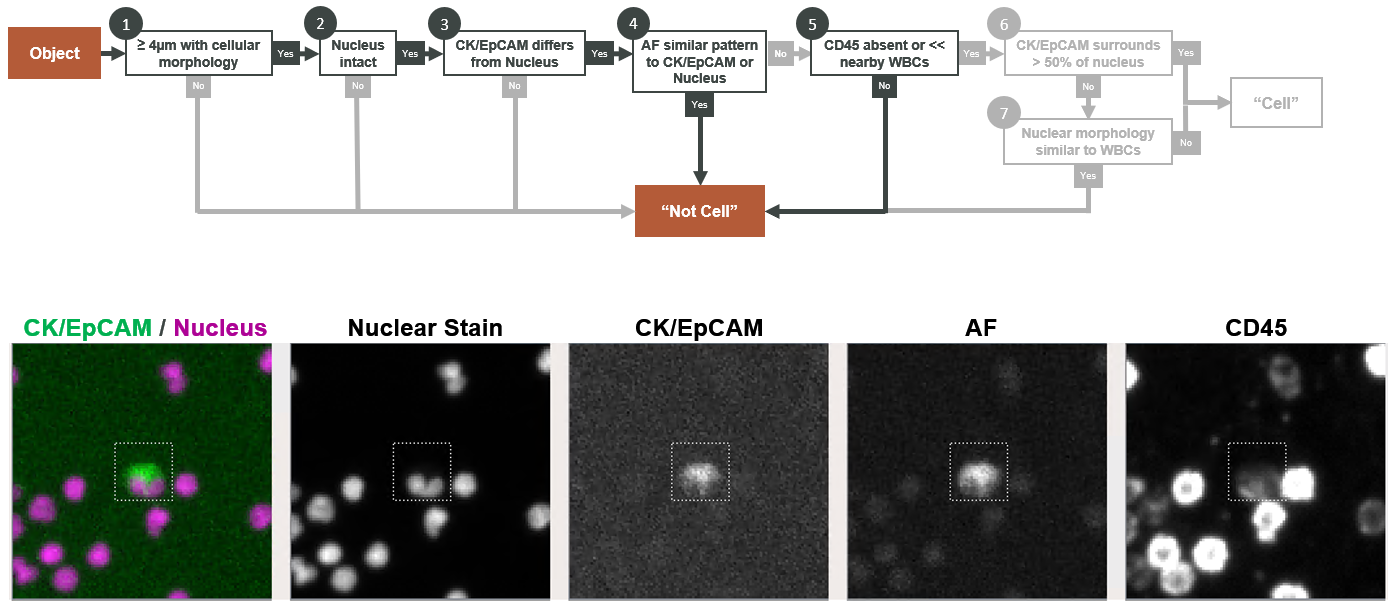 1
2
3
4
5
6
7
Object
≥ 4µm with cellular
morphology
Yes
No
Nucleus
intact
Yes
No
CK/EpCAM differs
from Nucleus
Yes
No
AF similar pattern
to CK/EpCAM or
Nucleus
No
Yes
CD45 absent or <<
nearby WBCs
Yes
No
CK/EpCAM surrounds
> 50% of nucleus
Yes
No
Nuclear morphology
similar to WBCs
No
Yes
"Cell"
"Not Cell"
CK/EpCAM / Nucleus
Nuclear Stain
CK/EpCAM
AF
CD45